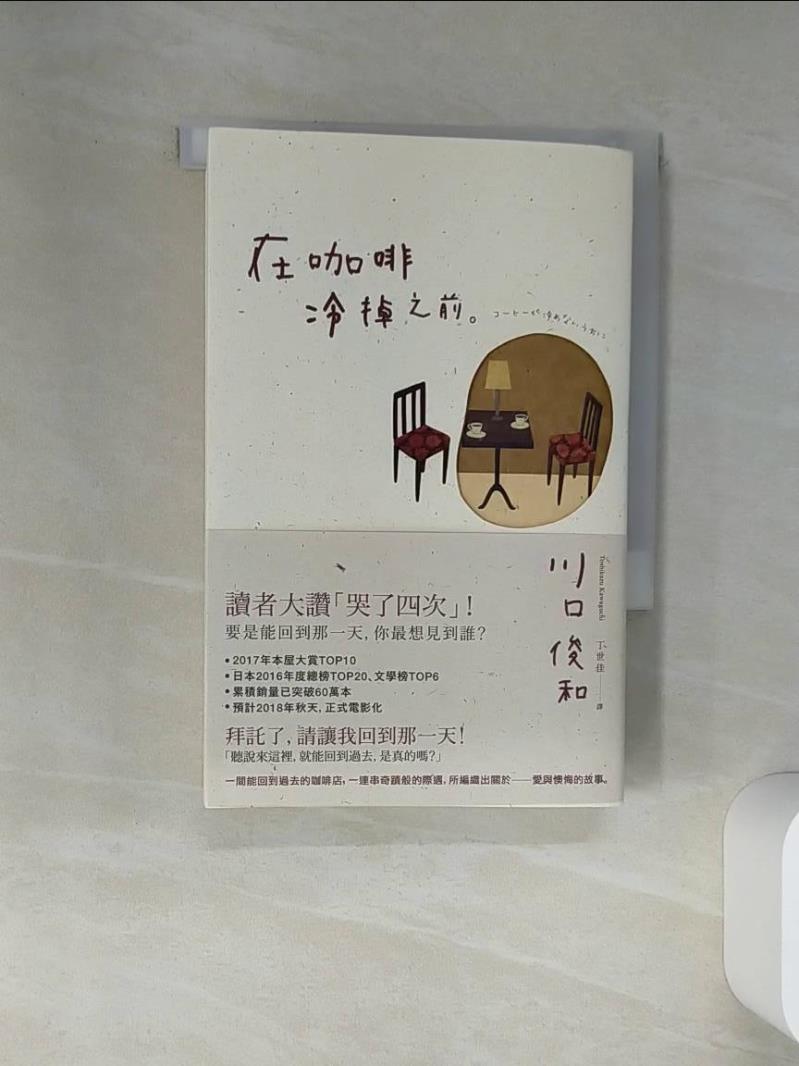 在咖啡
冷掉之前。
コーヒーが冷めないうちに
川口俊和
Toshikazu Kawaguchi
丁世佳——譯
讀者大讚「哭了四次」!
要是能回到那一天,你最想見到誰?
•2017年本屋大賞TOP10
•日本2016年度總榜TOP20、文學榜TOP6
•累積銷量已突破60萬本
•預計2018年秋天,正式電影化
拜託了,請讓我回到那一天!
「聽說來這裡,就能回到過去,是真的嗎?」
一間能回到過去的咖啡店,一連串奇蹟般的際遇,所編織出關於——愛與懊悔的故事。